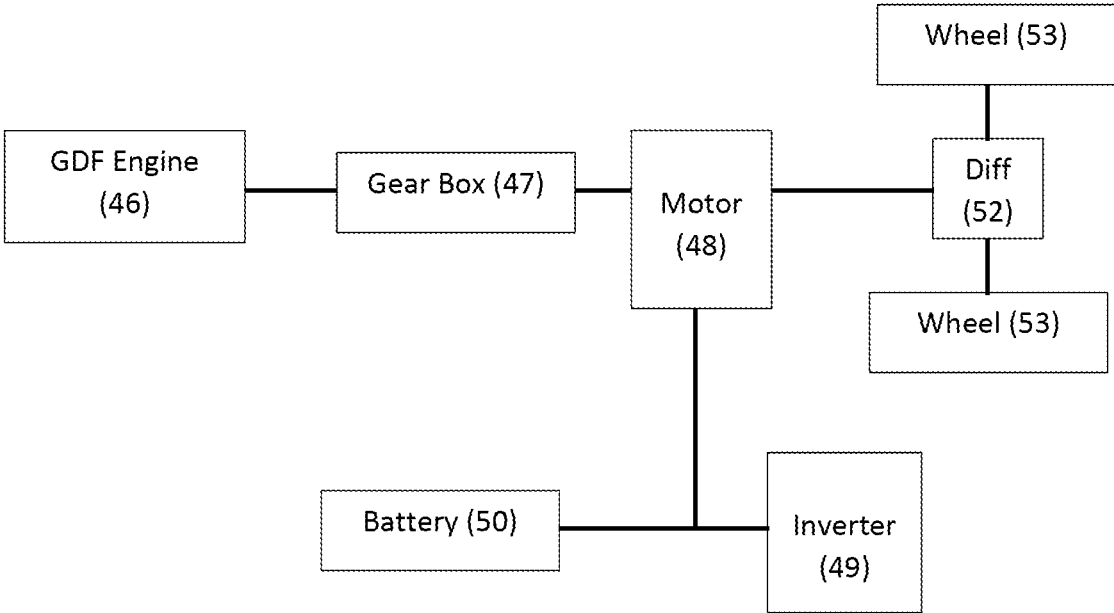 Wheel (53)
GDF Engine
(46)
Gear Box (47)
Motor
(48)
Diff
(52)
Wheel (53)
Battery (50)
Inverter
(49)